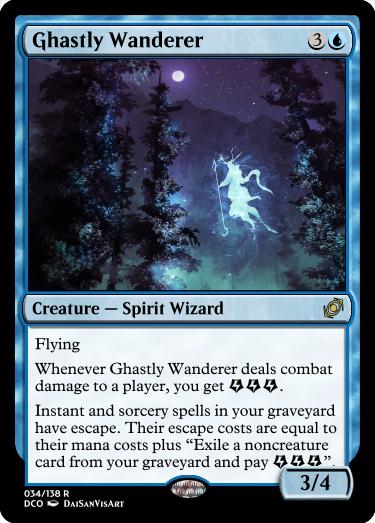 Ghastly Wanderer 3
Creature — Spirit Wizard
Flying
Whenever Ghastly Wanderer deals combat
damage to a player, you get.
Instant and sorcery spells in your graveyard
have escape. Their escape costs are equal to
their mana costs plus “Exile a noncreature
card from your graveyard and pay ”.
3/4
034/138 R
DCO DaiSanVisArt